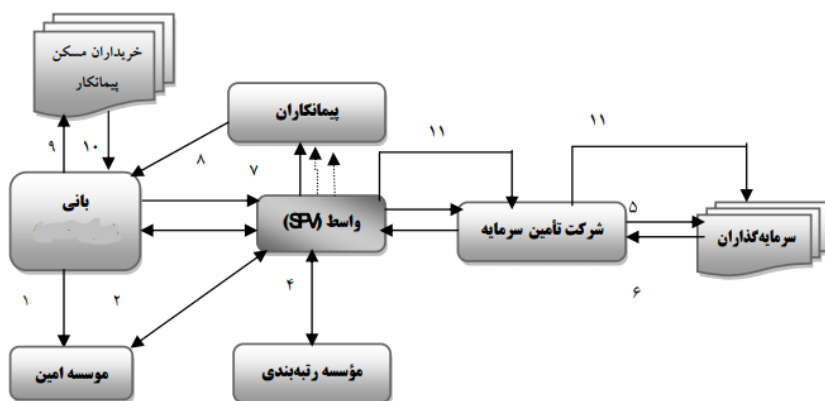 خریداران مسکن
پیمانکار
پیمانکاران
۱۱
۱۱
۹
۱۰
۸
۷
بانی
واسط (SPV)
شرکت تأمین سرمایه
۵
سرمایه‌گذاران
۶
۱
۲
۴
موسسه امین
مؤسسه رتبه‌بندی